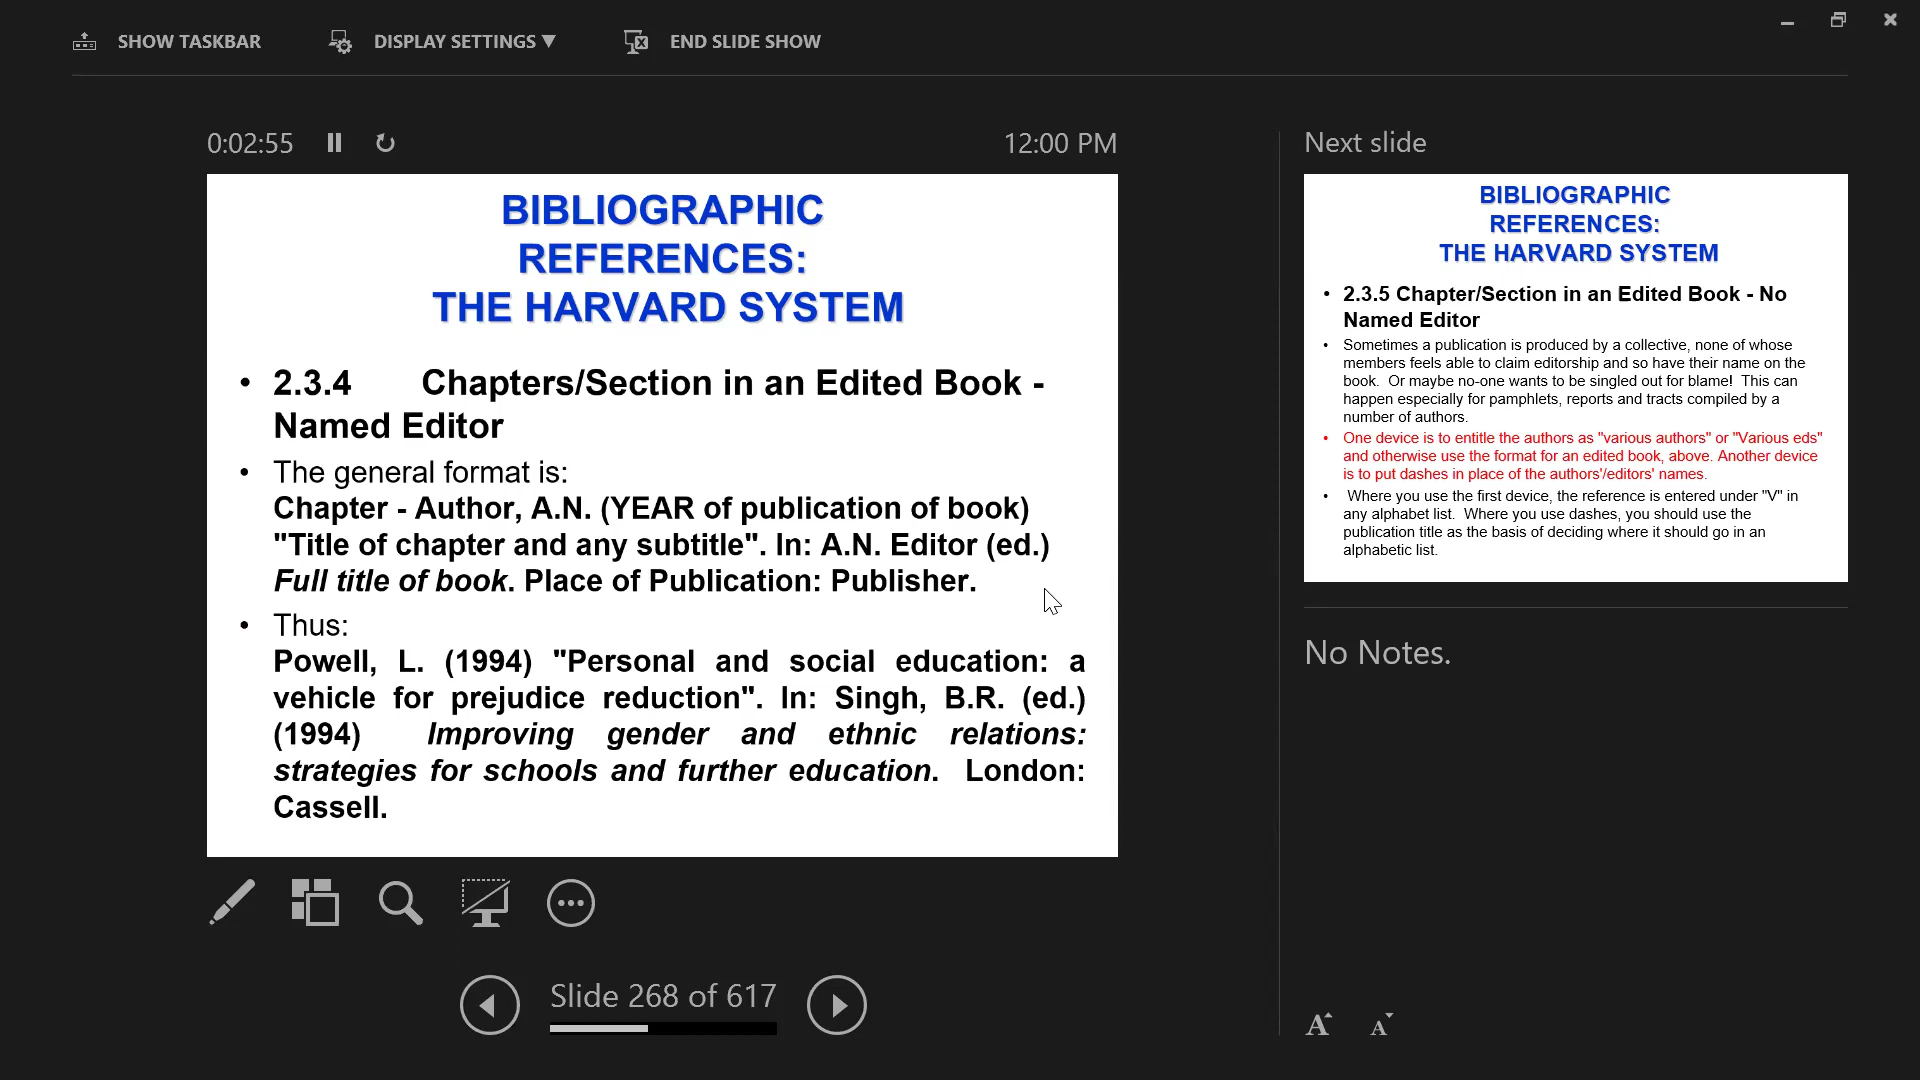 SHOW TASKBAR
DISPLAY SETTINGS ▼
END SLIDE SHOW
0:02:55
12:00 PM
BIBLIOGRAPHIC
REFERENCES:
THE HARVARD SYSTEM
• 2.3.4 Chapters/Section in an Edited Book -
Named Editor
• The general format is:
Chapter - Author, A.N. (YEAR of publication of book)
"Title of chapter and any subtitle". In: A.N. Editor (ed.)
Full title of book. Place of Publication: Publisher.
• Thus:
Powell, L. (1994) "Personal and social education: a
vehicle for prejudice reduction". In: Singh, B.R. (ed.)
(1994) Improving gender and ethnic relations:
strategies for schools and further education. London:
Cassell.
Slide 268 of 617
Next slide
BIBLIOGRAPHIC
REFERENCES:
THE HARVARD SYSTEM
• 2.3.5 Chapter/Section in an Edited Book - No
Named Editor
• Sometimes a publication is produced by a collective, none of whose
members feels able to claim editorship and so have their name on the
book. Or maybe no-one wants to be singled out for blame! This can
happen especially for pamphlets, reports and tracts compiled by a
number of authors.
• One device is to entitle the authors as "various authors" or "Various eds"
and otherwise use the format for an edited book, above. Another device
is to put dashes in place of the authors'/editors' names.
• Where you use the first device, the reference is entered under "V" in
any alphabet list. Where you use dashes, you should use the
publication title as the basis of deciding where it should go in an
alphabetic list.
No Notes.
A A